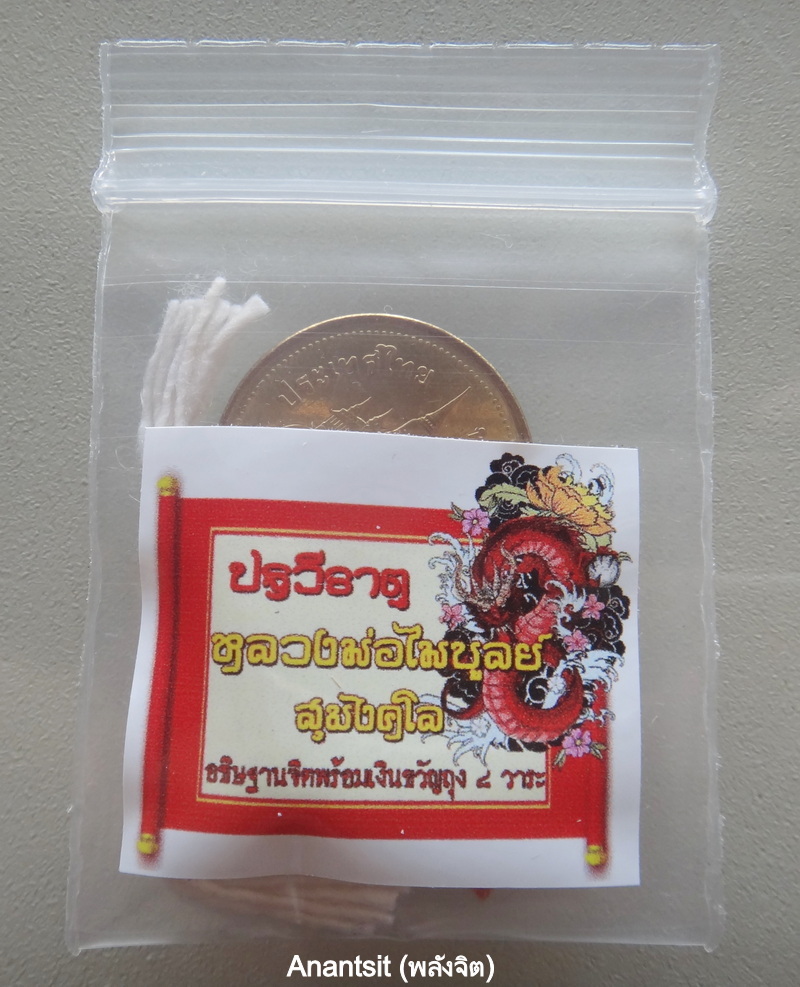 ประเทศไทย
ปฐวีธาตุ
หลวงพ่อไพบูลย์
สุมังคโล
อธิษฐานจิตพร้อมเงินขวัญถุง ๔ วาระ
Anantsit (พลังจิต)